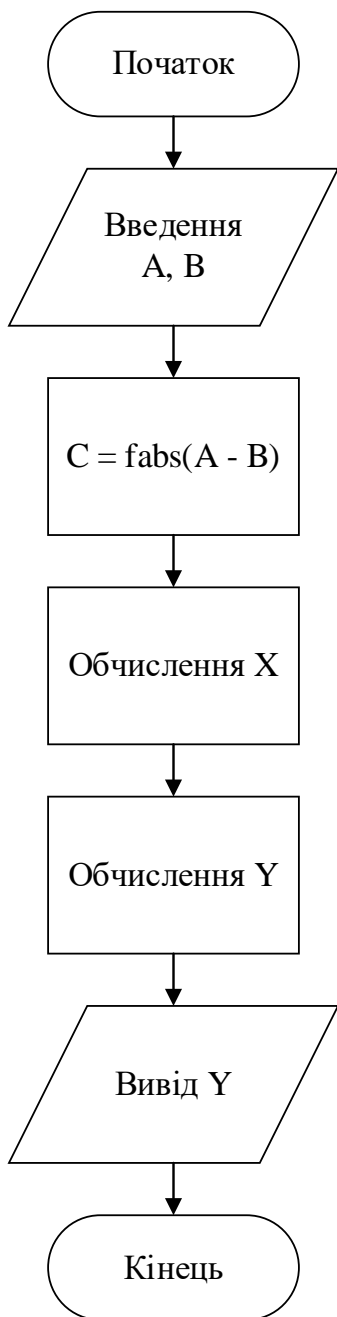 Початок
Введення
A, B
C = fabs(A - B)
Обчислення X
Обчислення Y
Вивід Y
Кінець